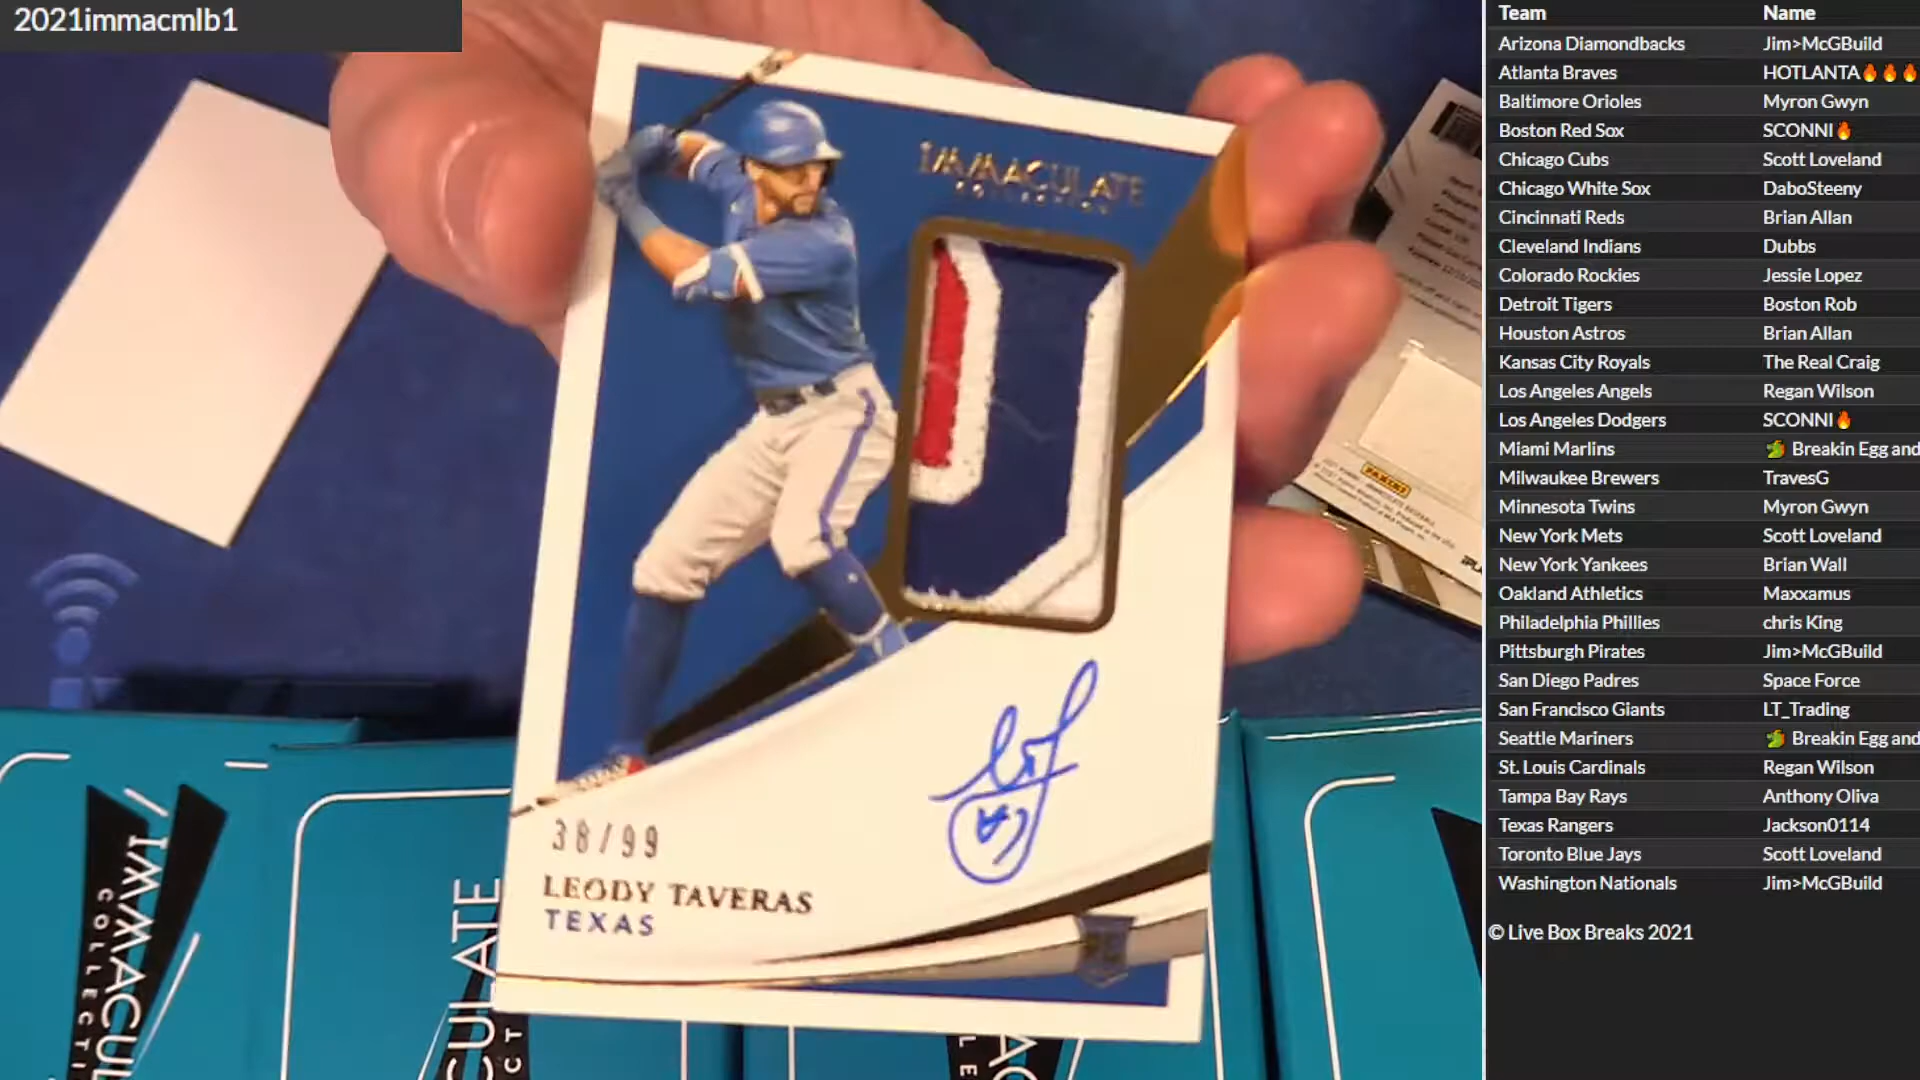 2021immacmlb1
IMMACULATE
COLLECTION
38/99
LEODY TAVERAS
TEXAS
PANINI
IMMACUL
COLLECTI
CULATE
CT
Team Name
Arizona Diamondbacks Jim>McGBuild
Atlanta Braves HOTLANTA🔥🔥🔥
Baltimore Orioles Myron Gwyn
Boston Red Sox SCONNI🔥
Chicago Cubs Scott Loveland
Chicago White Sox DaboSteeny
Cincinnati Reds Brian Allan
Cleveland Indians Dubbs
Colorado Rockies Jessie Lopez
Detroit Tigers Boston Rob
Houston Astros Brian Allan
Kansas City Royals The Real Craig
Los Angeles Angels Regan Wilson
Los Angeles Dodgers SCONNI🔥
Miami Marlins 🐲 Breakin Egg and
Milwaukee Brewers TravesG
Minnesota Twins Myron Gwyn
New York Mets Scott Loveland
New York Yankees Brian Wall
Oakland Athletics Maxxamus
Philadelphia Phillies chris King
Pittsburgh Pirates Jim>McGBuild
San Diego Padres Space Force
San Francisco Giants LT_Trading
Seattle Mariners 🐲 Breakin Egg and
St. Louis Cardinals Regan Wilson
Tampa Bay Rays Anthony Oliva
Texas Rangers Jackson0114
Toronto Blue Jays Scott Loveland
Washington Nationals Jim>McGBuild
© Live Box Breaks 2021